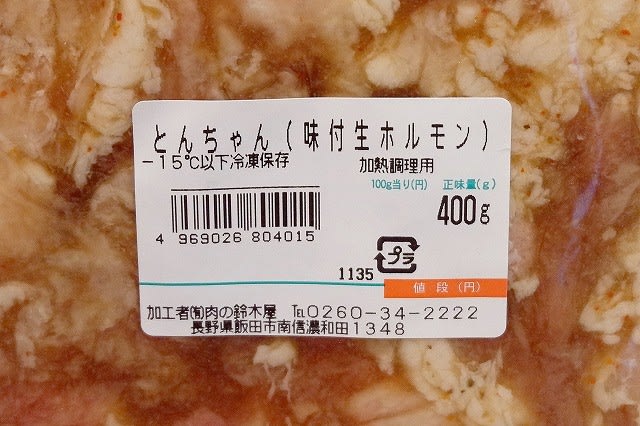 とんちゃん(味付生ホルモン)
-15℃以下冷凍保存 加熱調理用
100g当り(円) 正味量(g)
400g
4 969026 804015
プラ
1135
値段(円)
加工者㈲肉の鈴木屋 ℡0260-34-2222
長野県飯田市南信濃和田1348